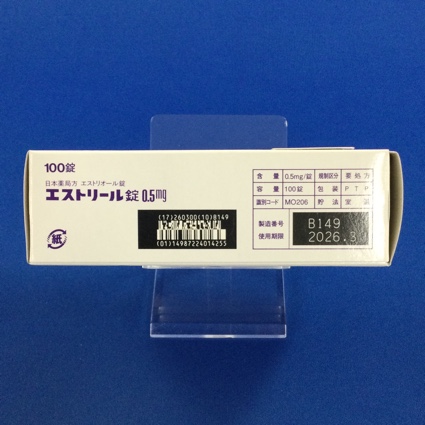 100錠
日本薬局方 エストリオール錠
エストリール錠 0.5mg
(17)260300(10)B149
(01)14987224014255
紙
含 量 0.5mg/錠 規制区分 要処方
容 量 100錠 包 装 PTP
識別コード MO206 貯 法 室温
製造番号 B149
使用期限 2026.3